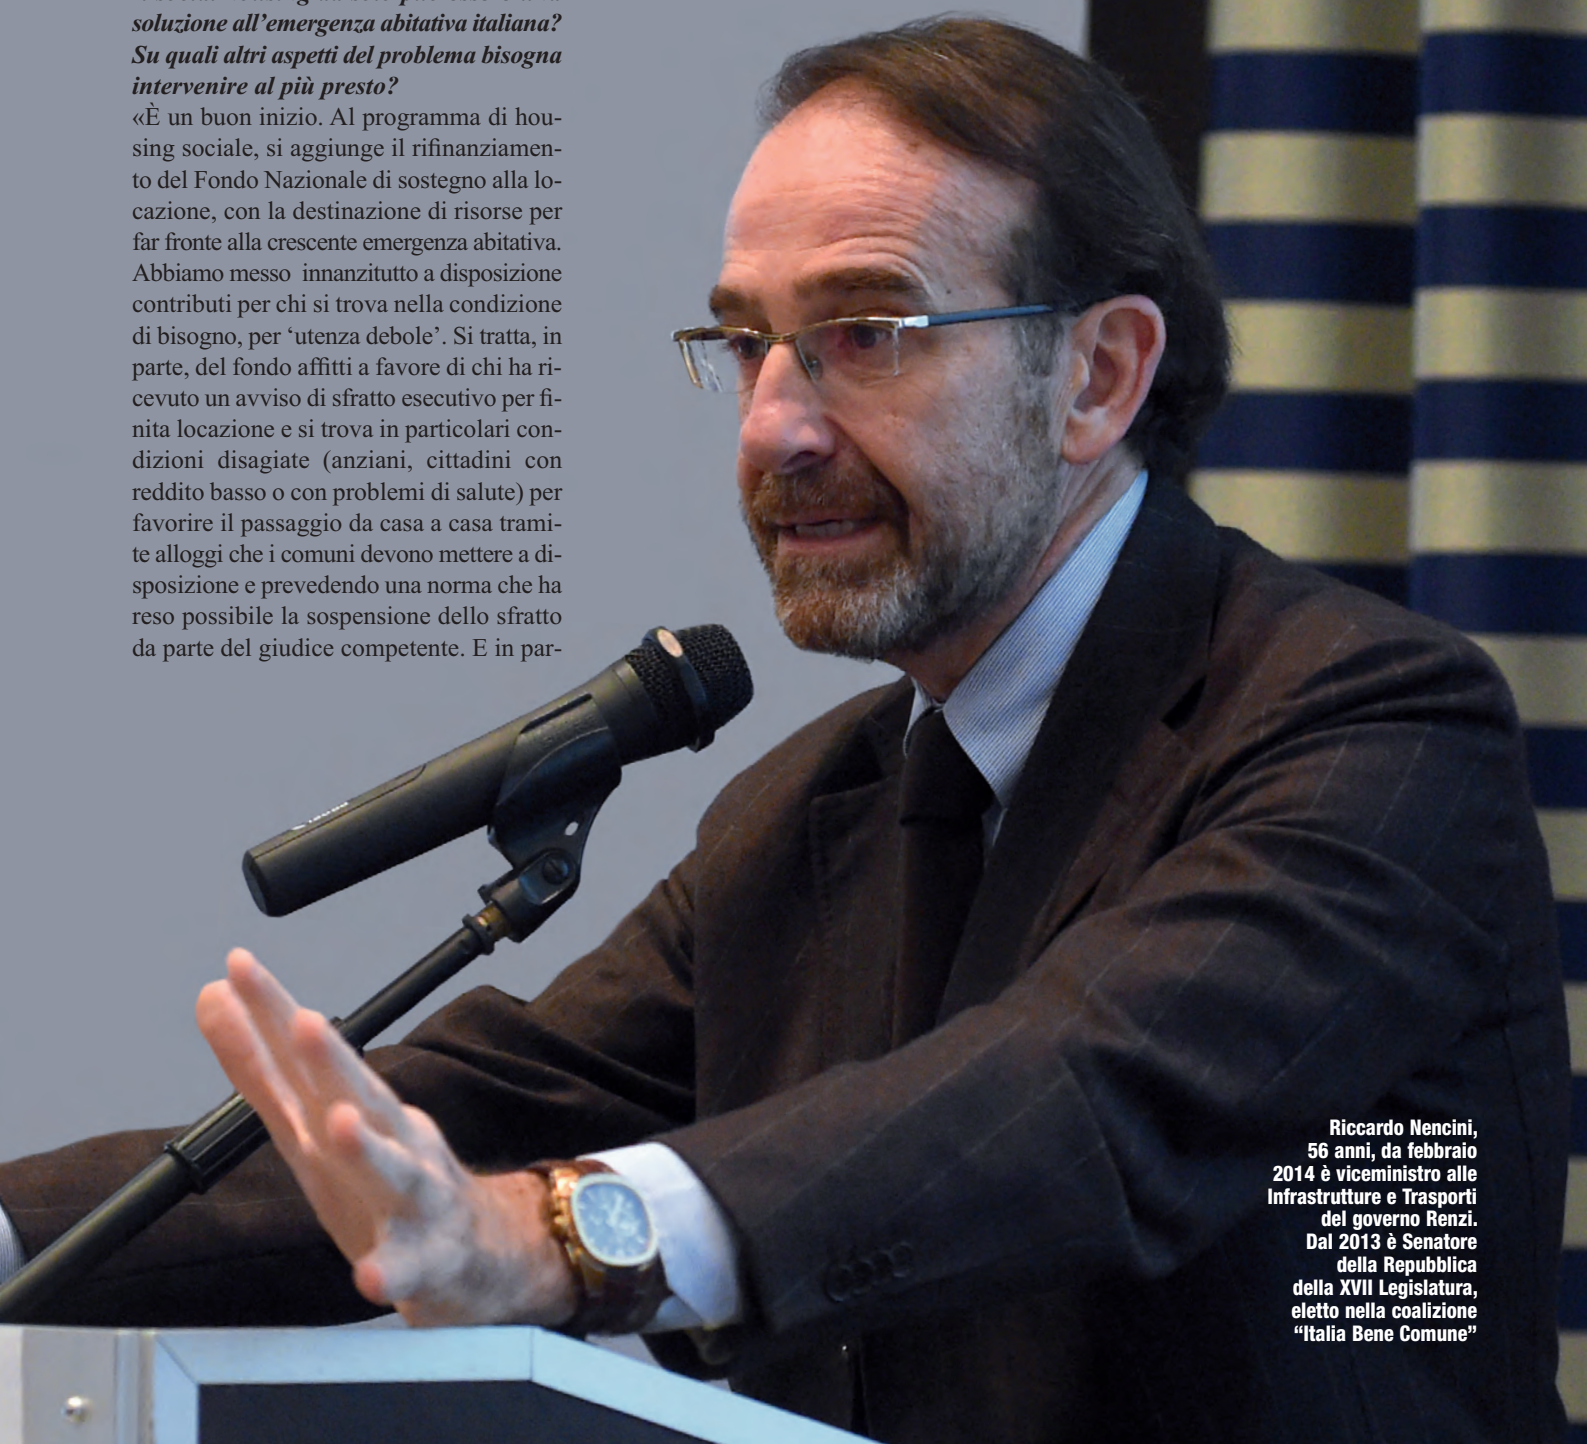 soluzione all’emergenza abitativa italiana?
Su quali altri aspetti del problema bisogna
intervenire al più presto?
«È un buon inizio. Al programma di hou-
sing sociale, si aggiunge il rifinanziamen-
to del Fondo Nazionale di sostegno alla lo-
cazione, con la destinazione di risorse per
far fronte alla crescente emergenza abitativa.
Abbiamo messo innanzitutto a disposizione
contributi per chi si trova nella condizione
di bisogno, per ‘utenza debole’. Si tratta, in
parte, del fondo affitti a favore di chi ha ri-
cevuto un avviso di sfratto esecutivo per fi-
nita locazione e si trova in particolari con-
dizioni disagiate (anziani, cittadini con
reddito basso o con problemi di salute) per
favorire il passaggio da casa a casa trami-
te alloggi che i comuni devono mettere a di-
sposizione e prevedendo una norma che ha
reso possibile la sospensione dello sfratto
da parte del giudice competente. E in par-
Riccardo Nencini,
56 anni, da febbraio
2014 è viceministro alle
Infrastrutture e Trasporti
del governo Renzi.
Dal 2013 è Senatore
della Repubblica
della XVII Legislatura,
eletto nella coalizione
“Italia Bene Comune”